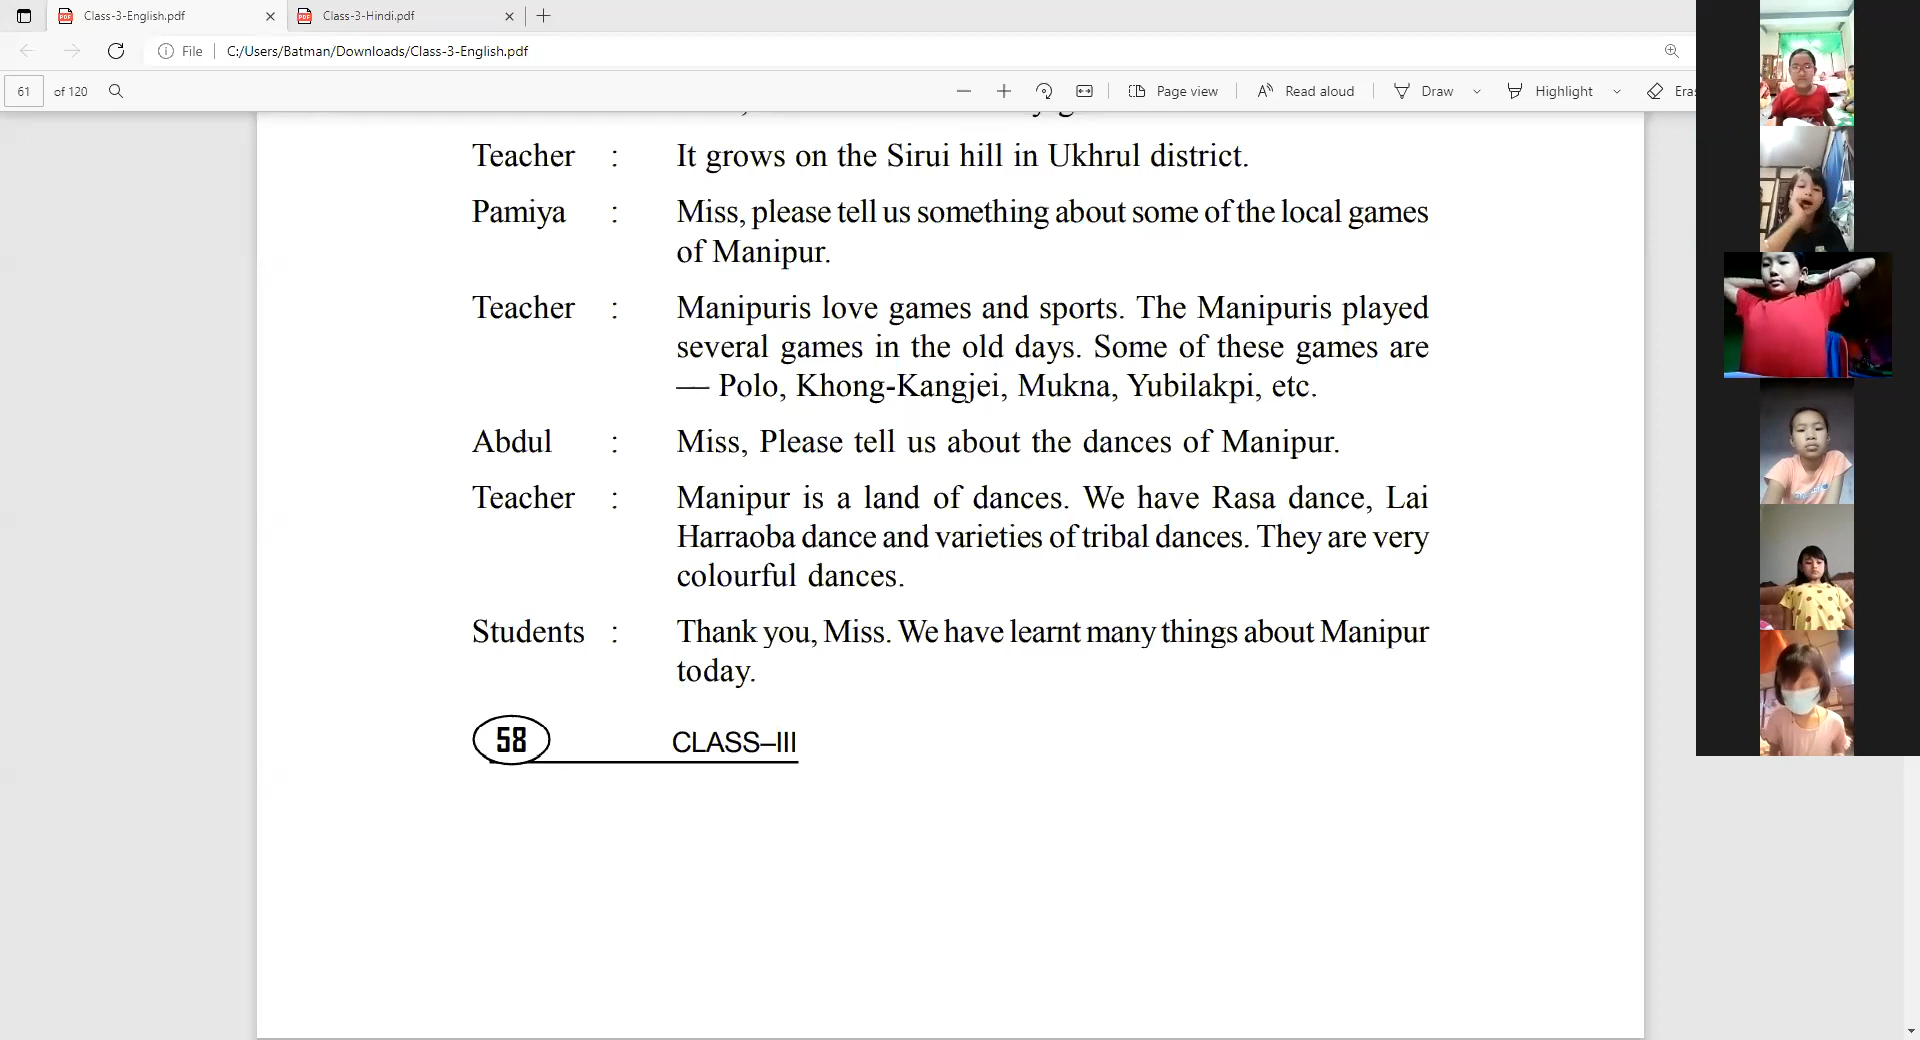 Class-3-English.pdf
Class-3-Hindi.pdf
File
C:/Users/Batman/Downloads/Class-3-English.pdf
61 of 120
Page view
Read aloud
Draw
Highlight
Teacher : It grows on the Sirui hill in Ukhrul district.
Pamiya : Miss, please tell us something about some of the local games
of Manipur.
Teacher : Manipuris love games and sports. The Manipuris played
several games in the old days. Some of these games are
— Polo, Khong-Kangjei, Mukna, Yubilakpi, etc.
Abdul : Miss, Please tell us about the dances of Manipur.
Teacher : Manipur is a land of dances. We have Rasa dance, Lai
Harraoba dance and varieties of tribal dances. They are very
colourful dances.
Students : Thank you, Miss. We have learnt many things about Manipur
today.
58 CLASS–III